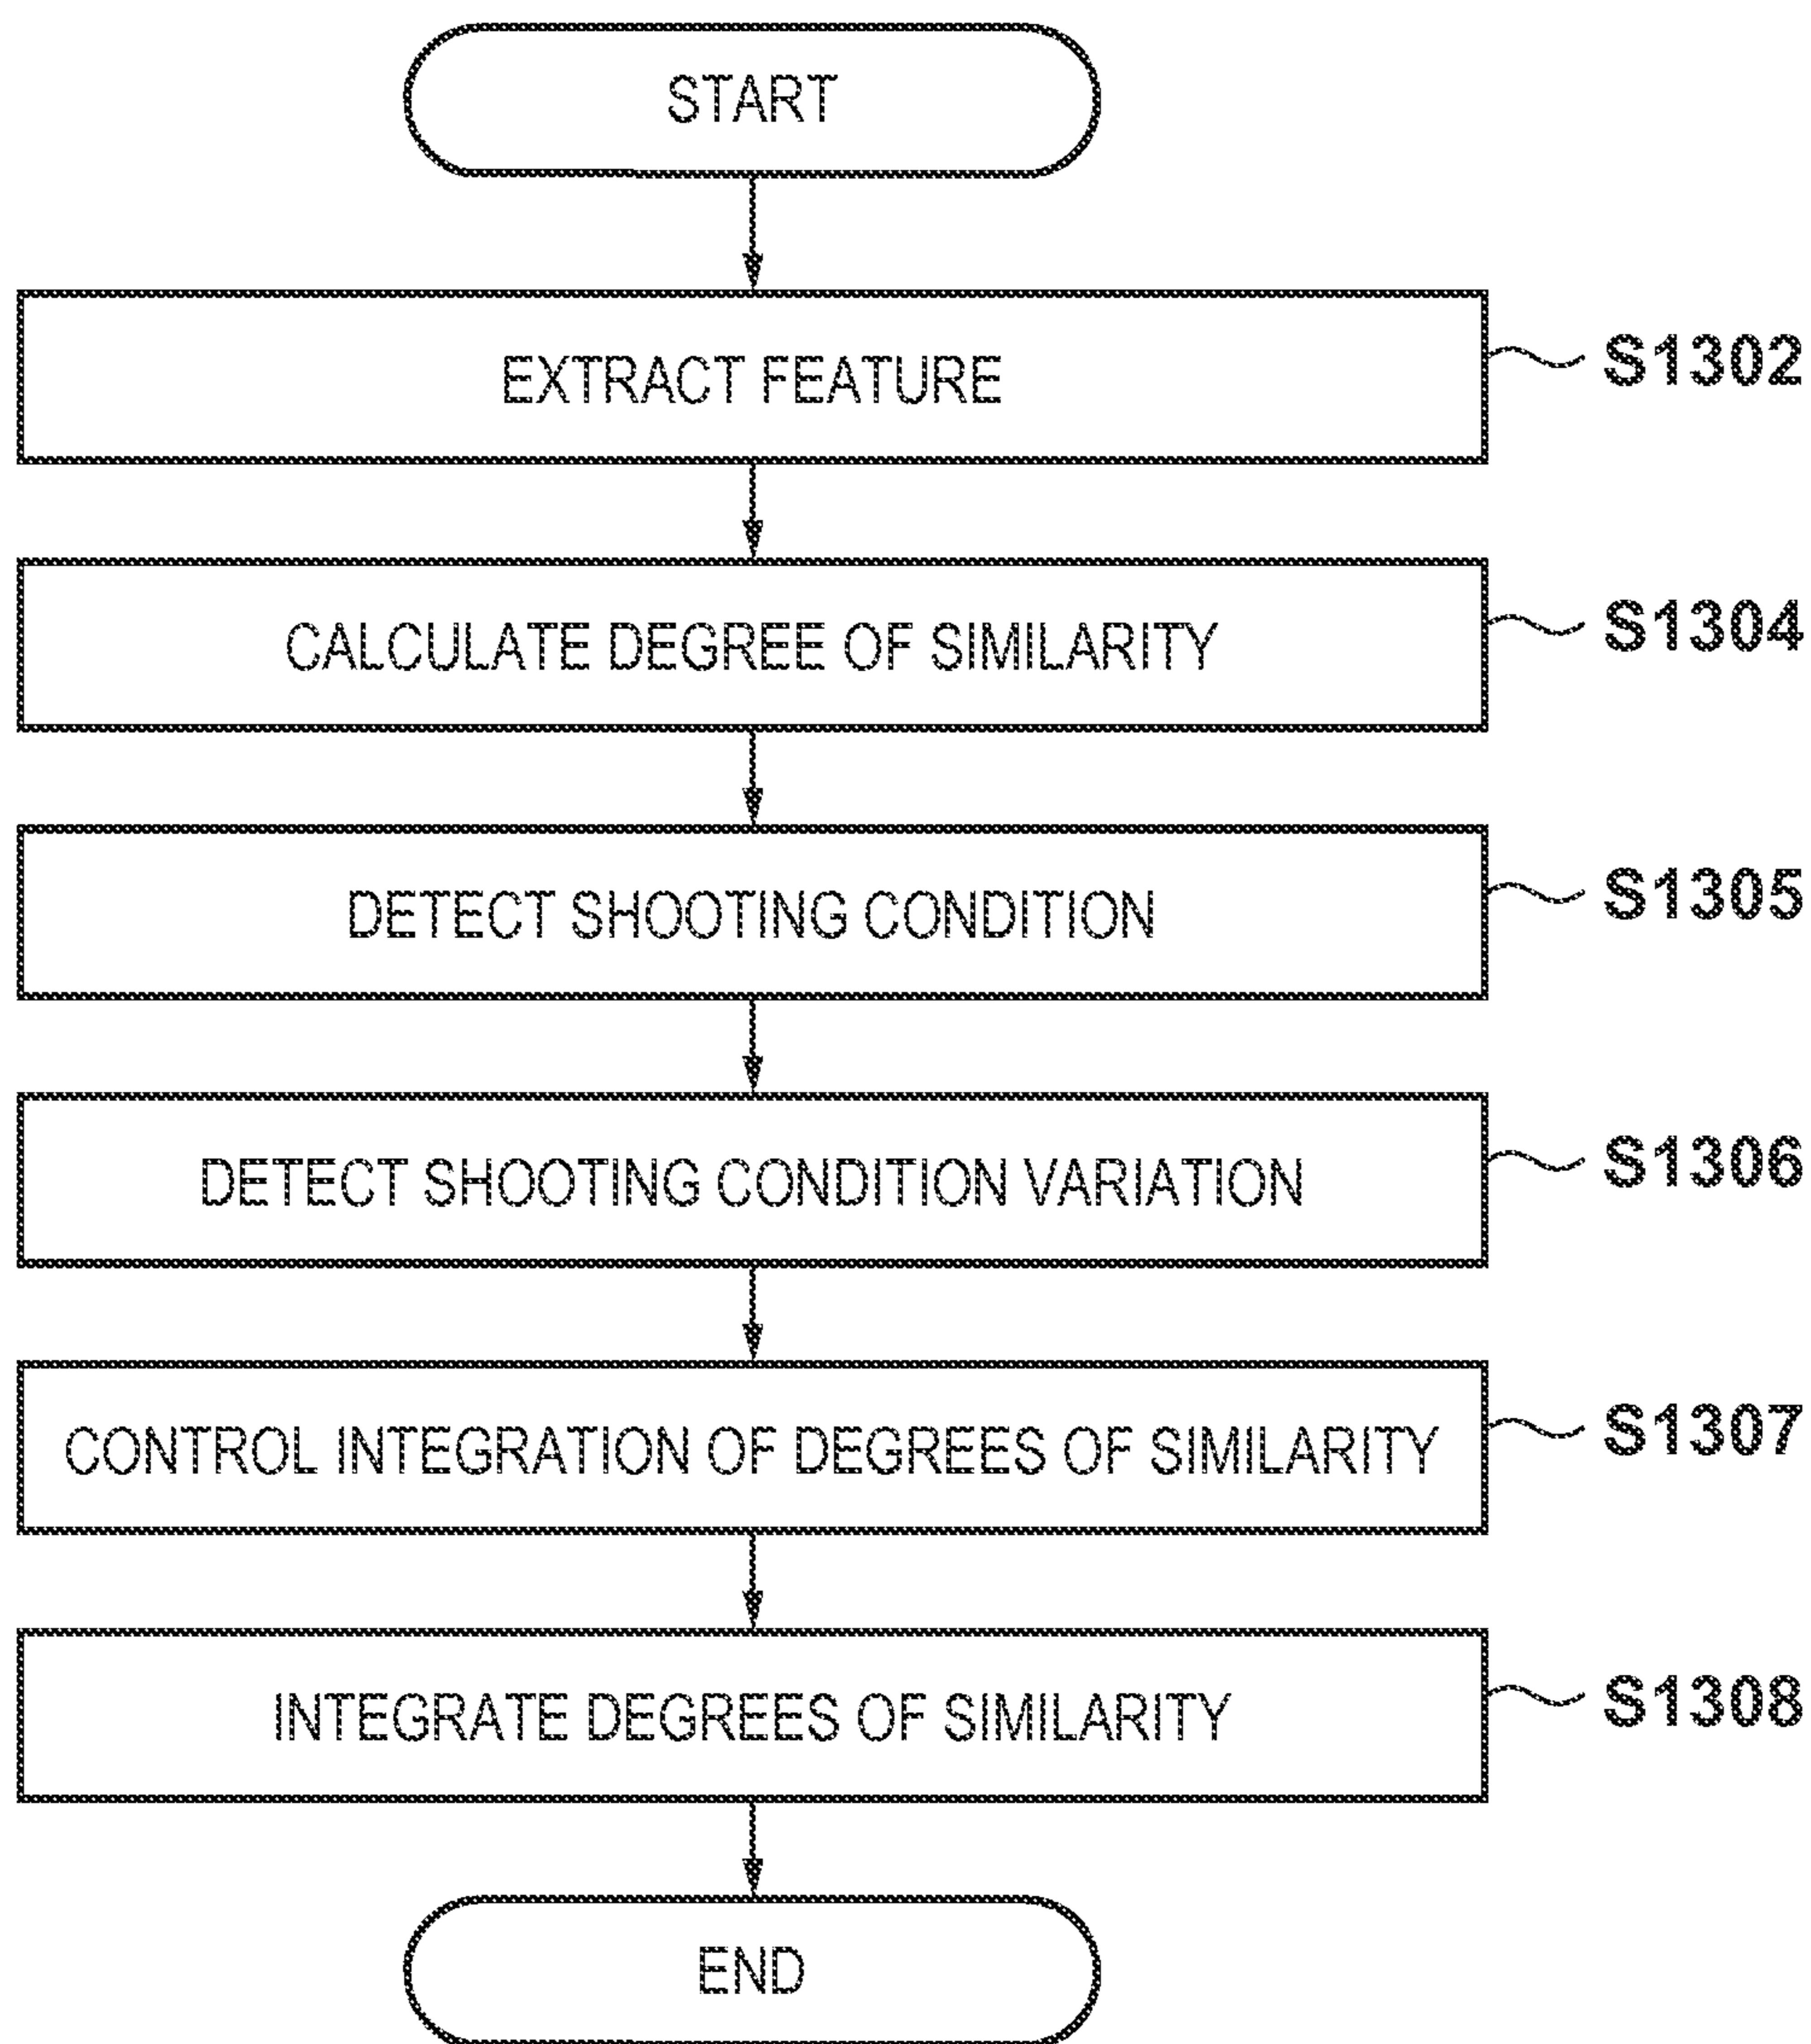 START
EXTRACT FEATURE
S1302
CALCULATE DEGREE OF SIMILARITY
S1304
DETECT SHOOTING CONDITION
S1305
DETECT SHOOTING CONDITION VARIATION
S1306
CONTROL INTEGRATION OF DEGREES OF SIMILARITY
S1307
INTEGRATE DEGREES OF SIMILARITY
S1308
END